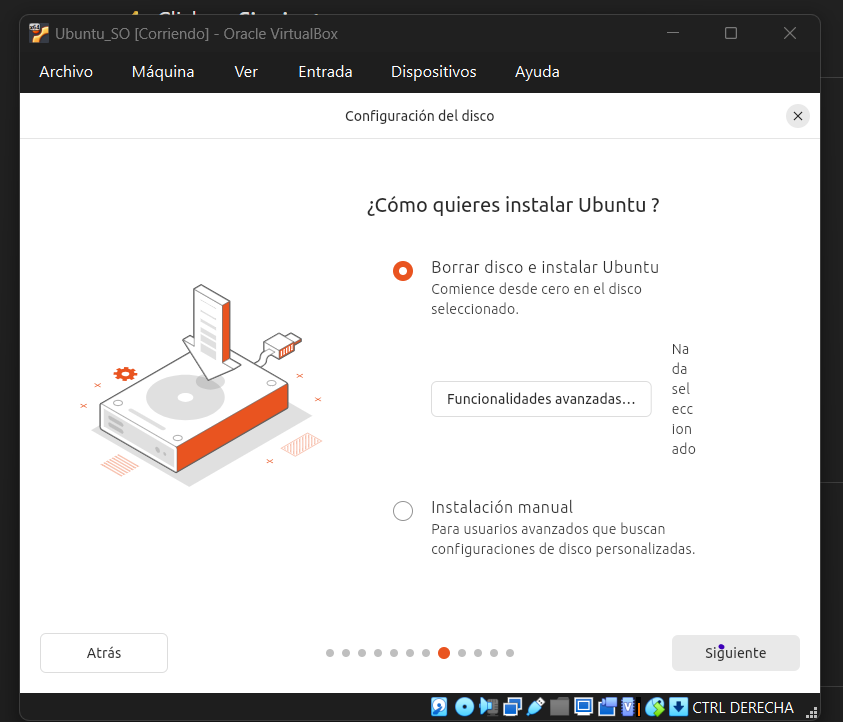 Ubuntu_SO [Corriendo] - Oracle VirtualBox
Archivo Máquina Ver Entrada Dispositivos Ayuda
Configuración del disco
¿Cómo quieres instalar Ubuntu ?
Borrar disco e instalar Ubuntu
Comience desde cero en el disco
seleccionado.
Funcionalidades avanzadas...
Na
da
sel
ecc
ion
ado
Instalación manual
Para usuarios avanzados que buscan
configuraciones de disco personalizadas.
Atrás
Siguiente
CTRL DERECHA